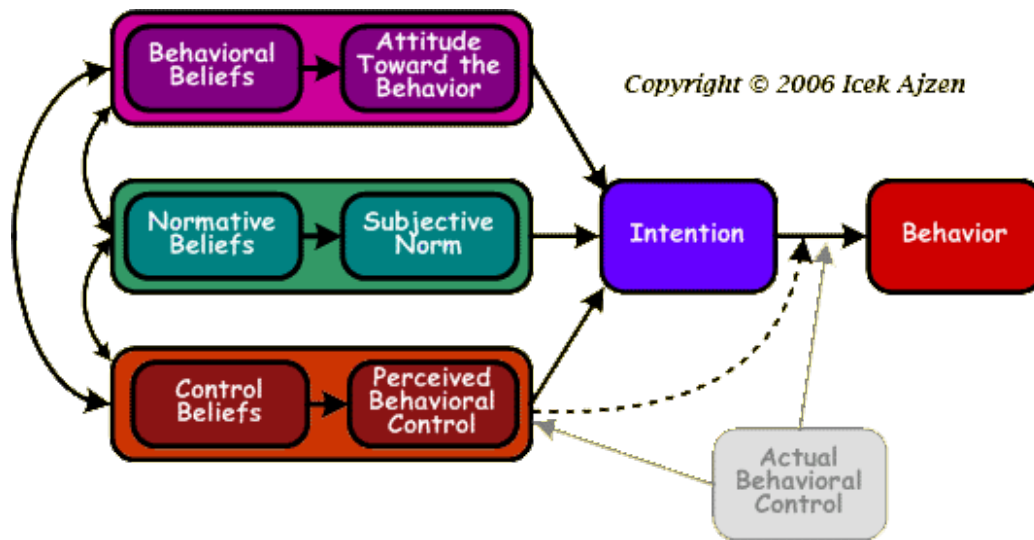 Behavioral
Beliefs
Attitude
Toward the
Behavior
Copyright © 2006 Icek Ajzen
Normative
Beliefs
Subjective
Norm
Intention
Behavior
Control
Beliefs
Perceived
Behavioral
Control
Actual
Behavioral
Control